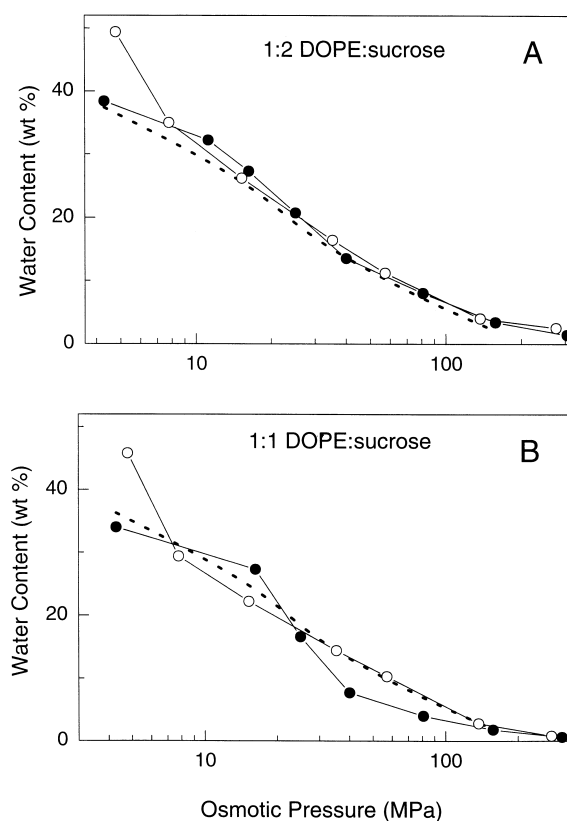 1:2 DOPE:sucrose
A
Water Content (wt %)
40
20
0
10
100
1:1 DOPE:sucrose
B
Water Content (wt %)
40
20
0
10
100
Osmotic Pressure (MPa)